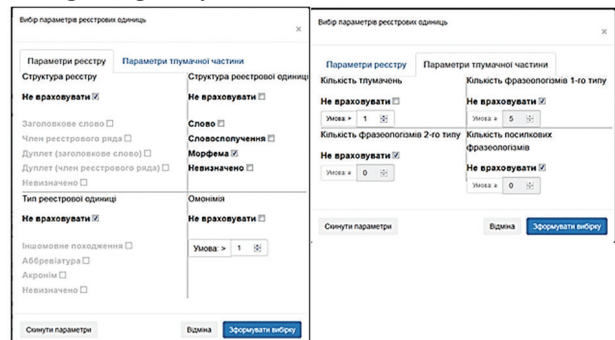 Вибір параметрів реєстрових одиниць
×
Параметри реєстру Параметри тлумачної частини
Структура реєстру Структура реєстрової одиниці
Не враховувати ☑ Не враховувати ☐
Заголовкове слово ☐ Слово ☐
Член реєстрового ряда ☐ Словосполучення ☐
Дуплет (заголовкове слово) ☐ Морфема ☑
Дуплет (член реєстрового ряда) ☐ Невизначено ☐
Невизначено ☐
Тип реєстрової одиниці Омонімія
Не враховувати ☑ Не враховувати ☐
Іншомовне походження ☐ Умова: > 1
Аббревіатура ☐
Акронім ☐
Невизначено ☐
Скинути параметри Відміна Зформувати вибірку
Вибір параметрів реєстрових одиниць
×
Параметри реєстру Параметри тлумачної частини
Кількість тлумачень Кількість фразеологізмів 1-го типу
Не враховувати ☐ Не враховувати ☑
Умова: > 1 Умова: ≥ 5
Кількість фразеологізмів 2-го типу Кількість посилкових
фразеологізмів
Не враховувати ☑ Не враховувати ☑
Умова: ≥ 0 Умова: ≥ 0
Скинути параметри Відміна Зформувати вибірку